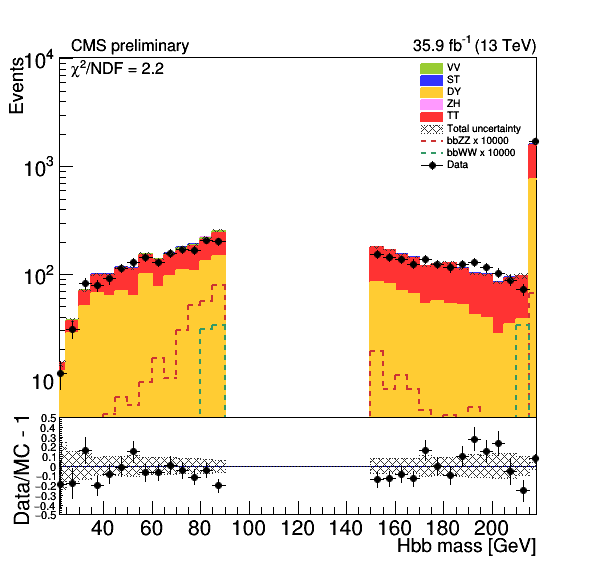 CMS preliminary
35.9 fb⁻¹ (13 TeV)
Events
χ²/NDF = 2.2
VV
ST
DY
ZH
TT
Total uncertainty
bbZZ x 10000
bbWW x 10000
Data
10⁴
10³
10²
10
Data/MC - 1
0.5
0.4
0.3
0.2
0.1
0
-0.1
-0.2
-0.3
-0.4
-0.5
40 60 80 100 120 140 160 180 200
Hbb mass [GeV]